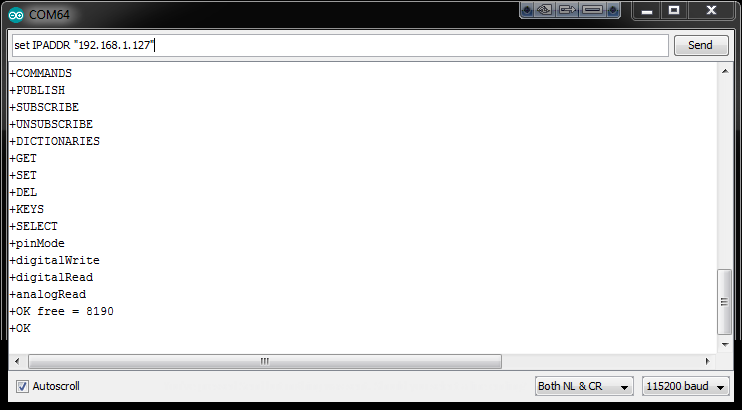 COM64
set IPADDR "192.168.1.127"
Send
+COMMANDS
+PUBLISH
+SUBSCRIBE
+UNSUBSCRIBE
+DICTIONARIES
+GET
+SET
+DEL
+KEYS
+SELECT
+pinMode
+digitalWrite
+digitalRead
+analogRead
+OK free = 8190
+OK
Autoscroll
Both NL & CR
115200 baud